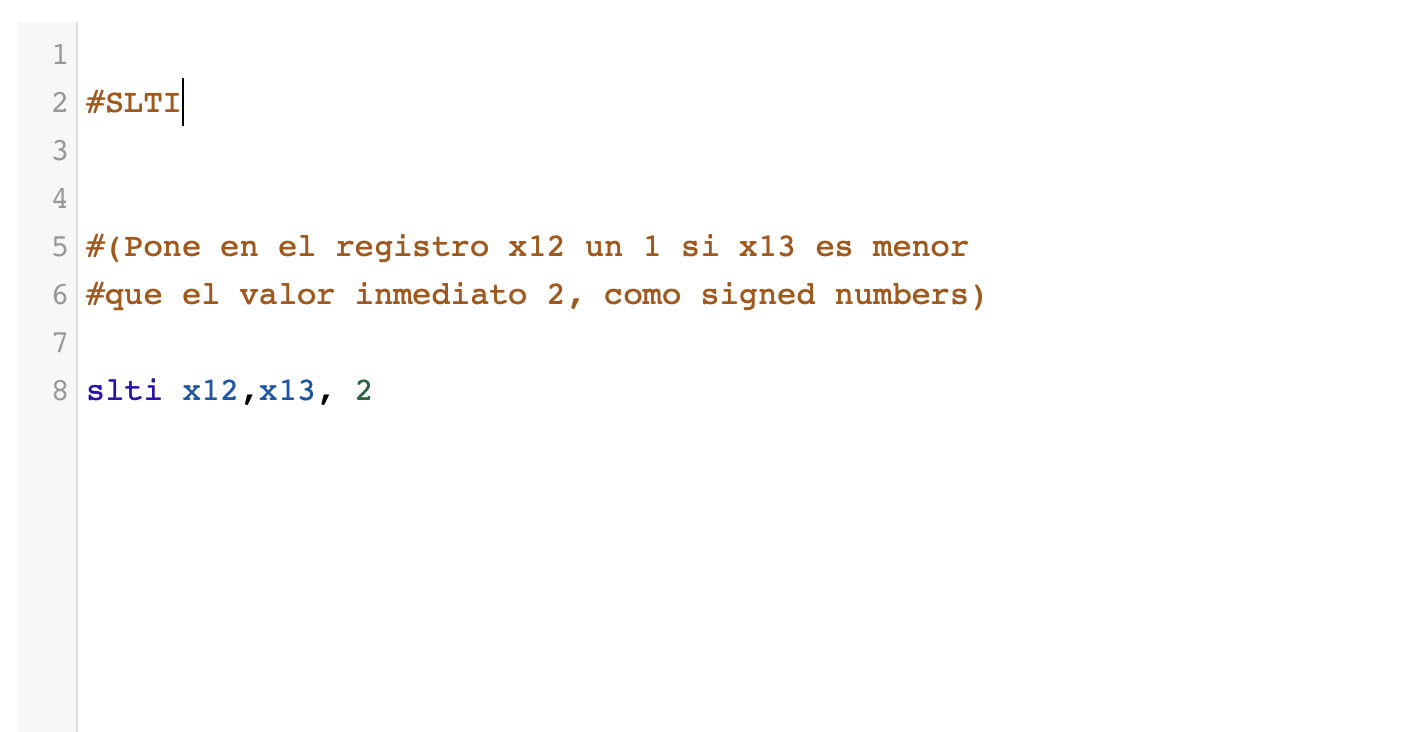 1
2 #SLTI
3
4
5 #(Pone en el registro x12 un 1 si x13 es menor
6 #que el valor inmediato 2, como signed numbers)
7
8 slti x12,x13, 2